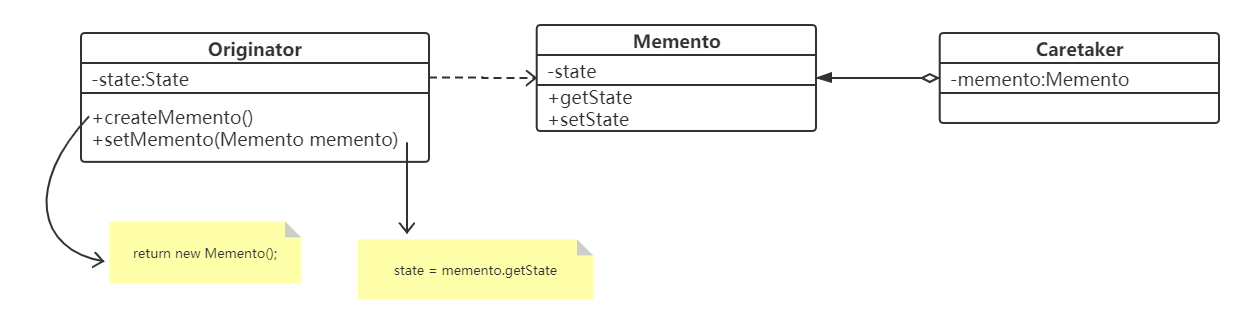 Originator
-state:State
+createMemento()
+setMemento(Memento memento)
Memento
-state
+getState
+setState
Caretaker
-memento:Memento
return new Memento();
state = memento.getState